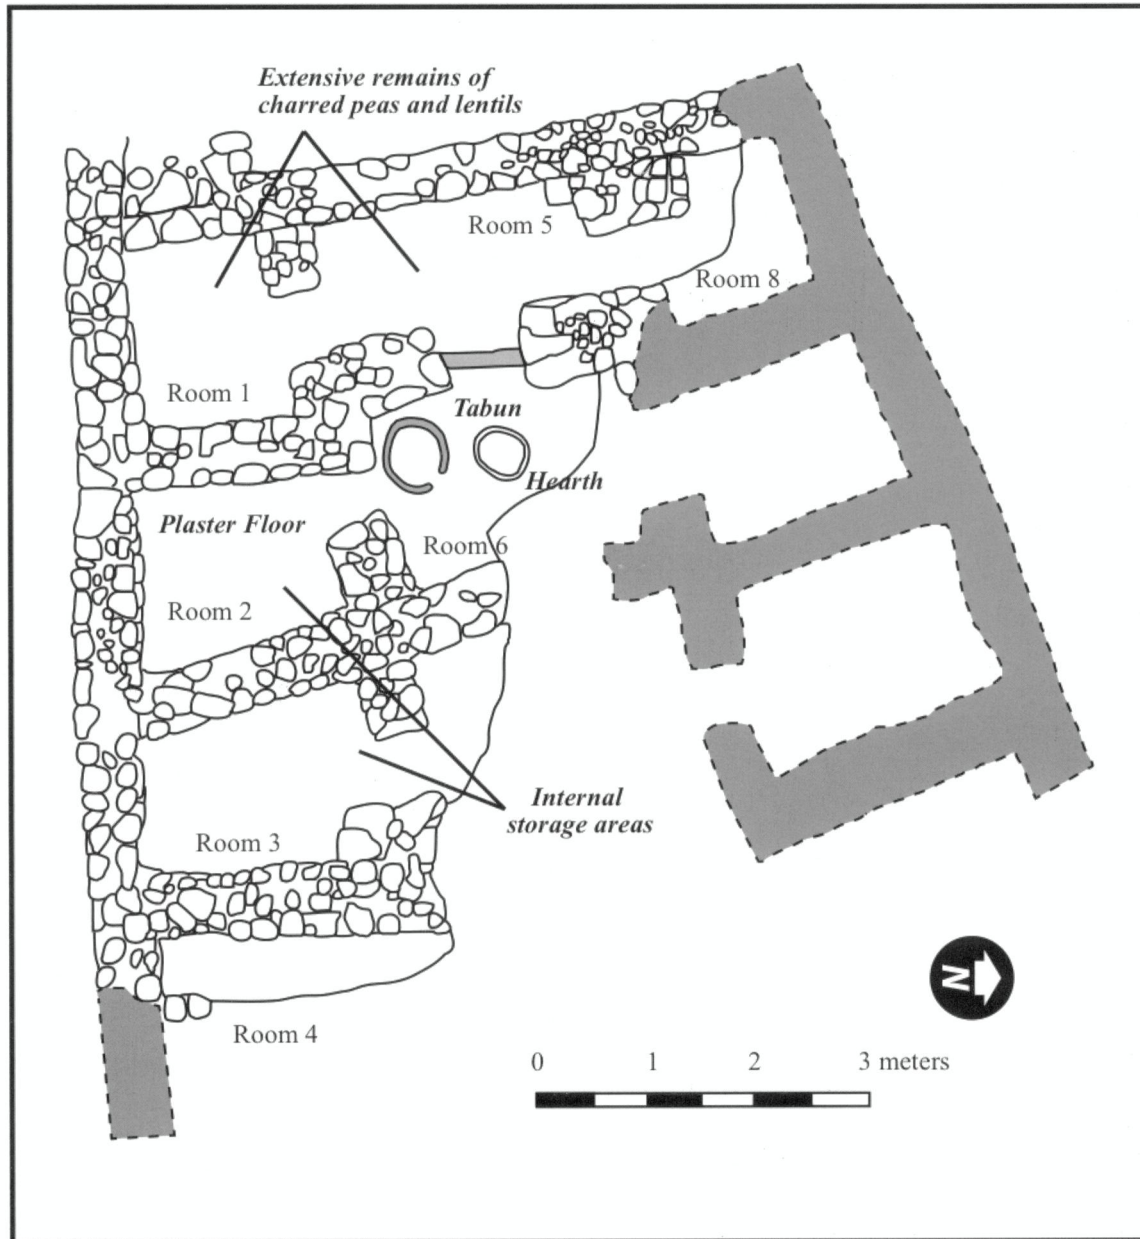 Extensive remains of
charred peas and lentils
Room 5
Room 8
Room 1
Tabun
Hearth
Plaster Floor
Room 6
Room 2
Internal
storage areas
Room 3
N
Room 4
0 1 2 3 meters